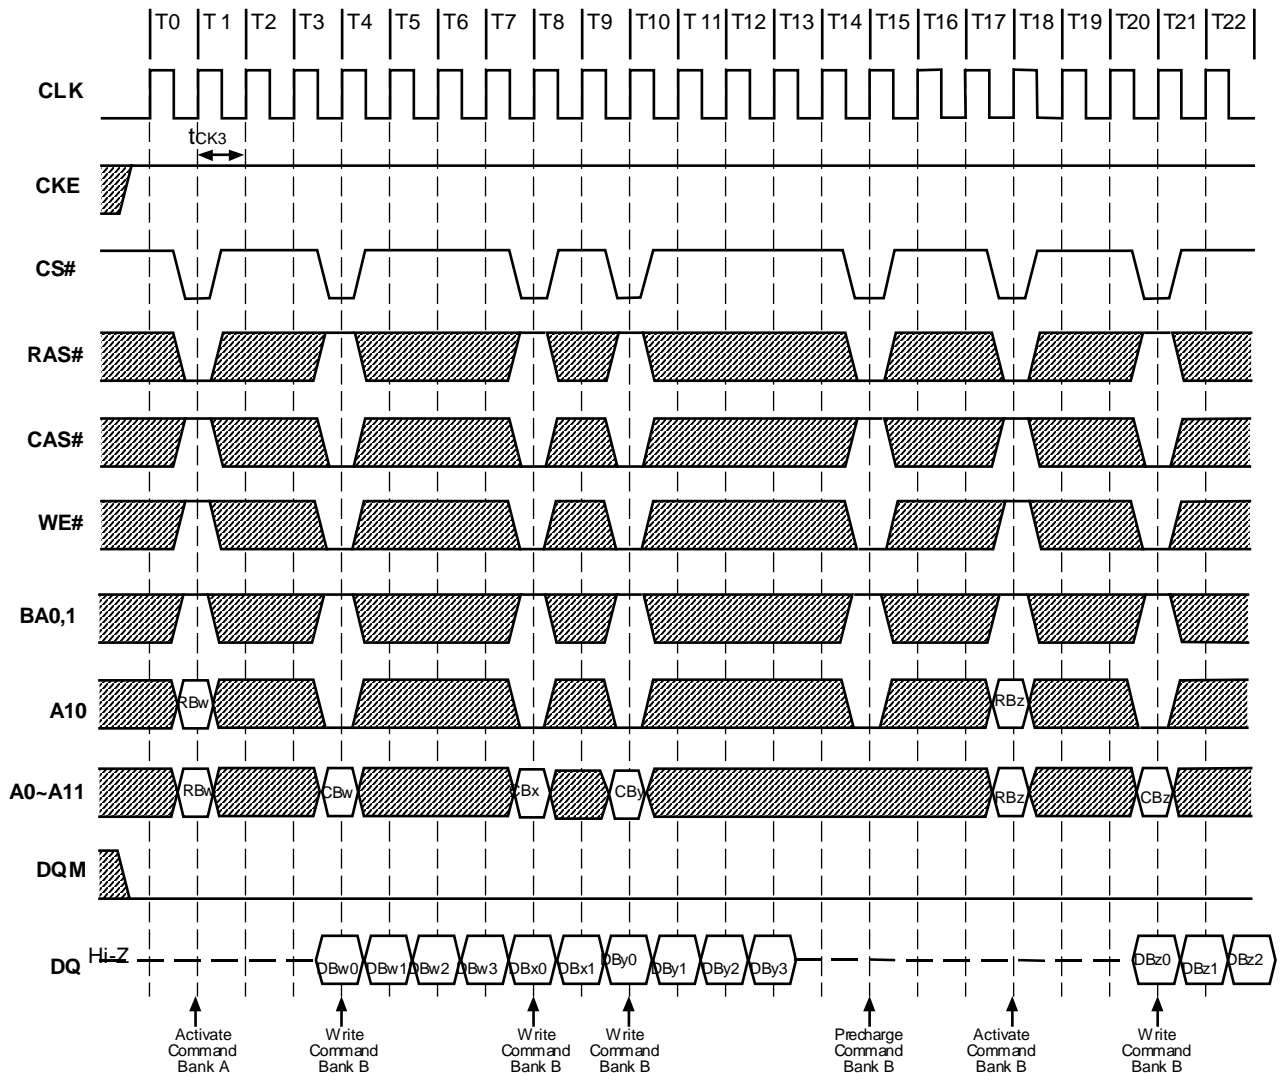 T0 T1 T2 T3 T4 T5 T6 T7 T8 T9 T10 T11 T12 T13 T14 T15 T16 T17 T18 T19 T20 T21 T22
CLK
tCK3
CKE
CS#
RAS#
CAS#
WE#
BA0,1
A10 RBw RBz
A0~A11 RBw CBw CBx CBy RBz CBz
DQM
DQ Hi-Z DBw0 DBw1 DBw2 DBw3 DBx0 DBx1 DBy0 DBy1 DBy2 DBy3 DBz0 DBz1 DBz2
Activate
Command
Bank A
Write
Command
Bank B
Write
Command
Bank B
Write
Command
Bank B
Precharge
Command
Bank B
Activate
Command
Bank B
Write
Command
Bank B